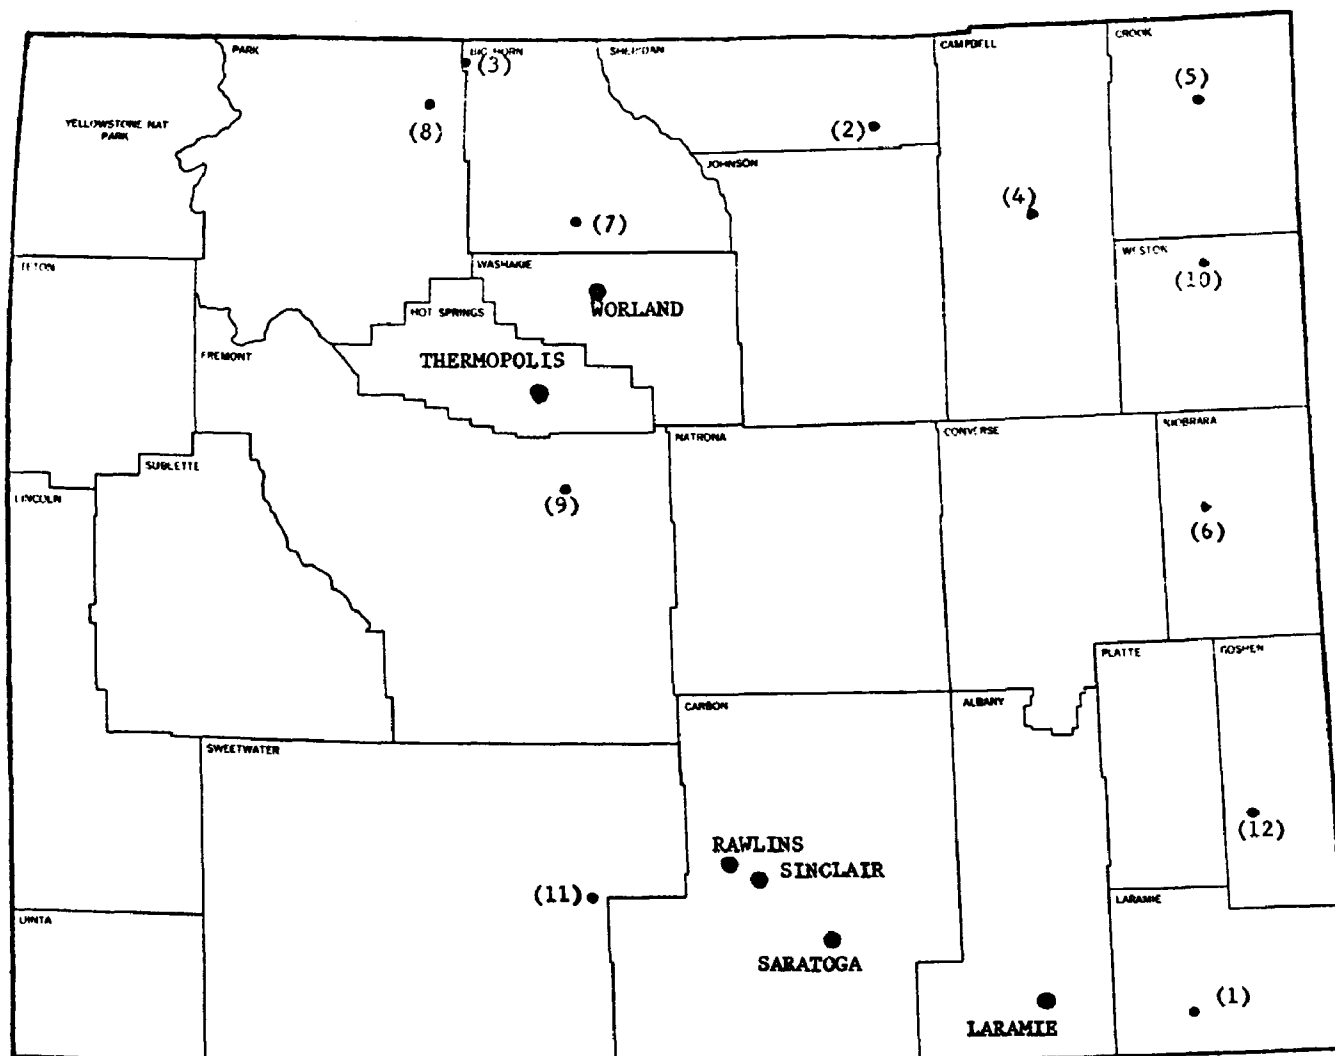 PARK
BIG HORN
SHERIDAN
CAMPBELL
CROOK
(3)
(5)
YELLOWSTONE NAT
PARK
(8)
(2)
JOHNSON
(4)
(7)
WESTON
TETON
WASHAKIE
(10)
HOT SPRINGS
WORLAND
FREMONT
THERMOPOLIS
NIOBRARA
NATRONA
CONVERSE
SUBLETTE
LINCOLN
(9)
(6)
PLATTE
GOSHEN
CARBON
ALBANY
SWEETWATER
(12)
RAWLINS
SINCLAIR
(11)
LARAMIE
UINTA
SARATOGA
(1)
LARAMIE